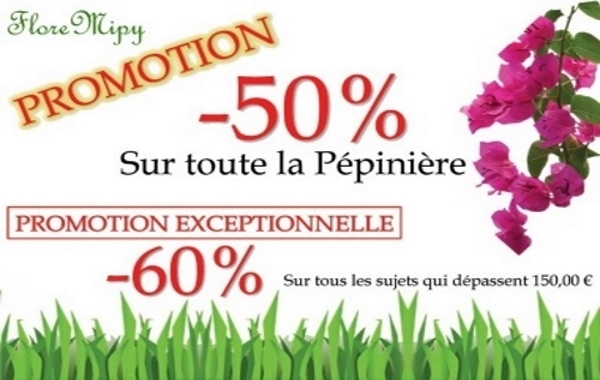 FloreMipy
PROMOTION
-50%
Sur toute la Pépinière
PROMOTION EXCEPTIONNELLE
-60% Sur tous les sujets qui dépassent 150,00 €